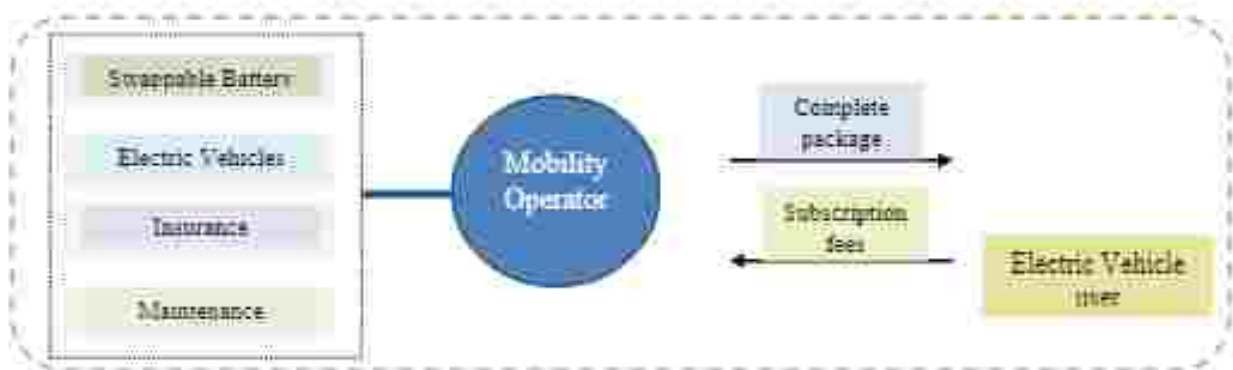 Swappable Battery
Electric Vehicles
Insurance
Maintenance
Mobility
Operator
Complete
package
Subscription
fees
Electric Vehicle
user